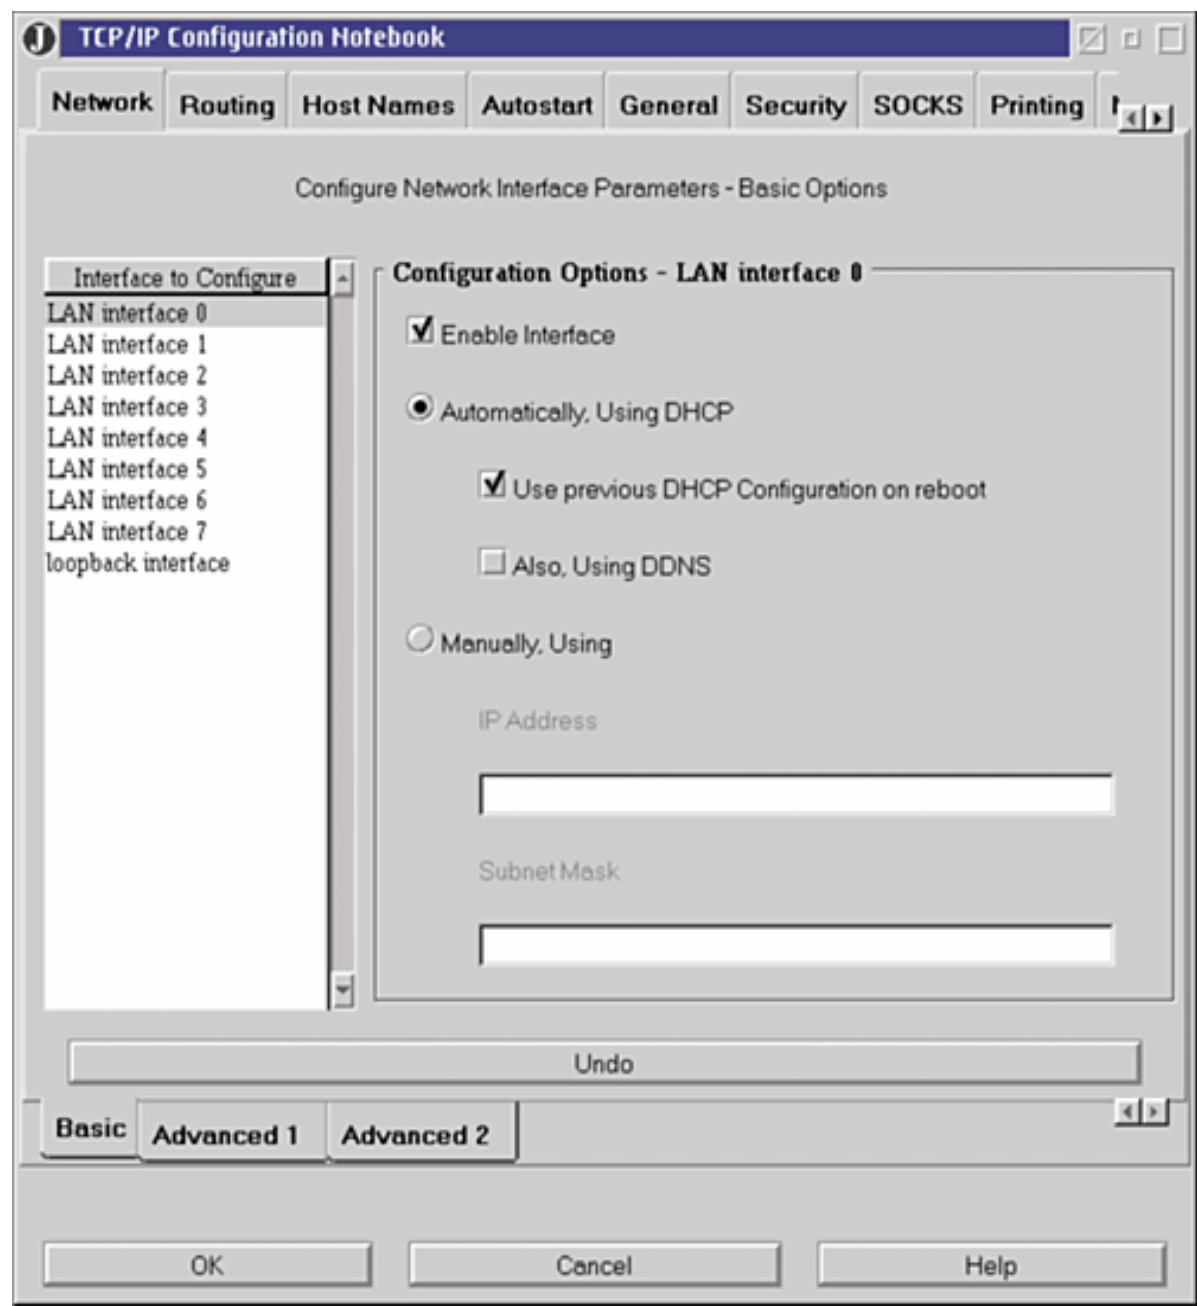 J TCP/IP Configuration Notebook
Network Routing Host Names Autostart General Security SOCKS Printing
Configure Network Interface Parameters - Basic Options
Interface to Configure
LAN interface 0
LAN interface 1
LAN interface 2
LAN interface 3
LAN interface 4
LAN interface 5
LAN interface 6
LAN interface 7
loopback interface
Configuration Options - LAN interface 0
Enable Interface
Automatically, Using DHCP
Use previous DHCP Configuration on reboot
Also, Using DDNS
Manually, Using
IP Address
Subnet Mask
Undo
Basic Advanced 1 Advanced 2
OK Cancel Help